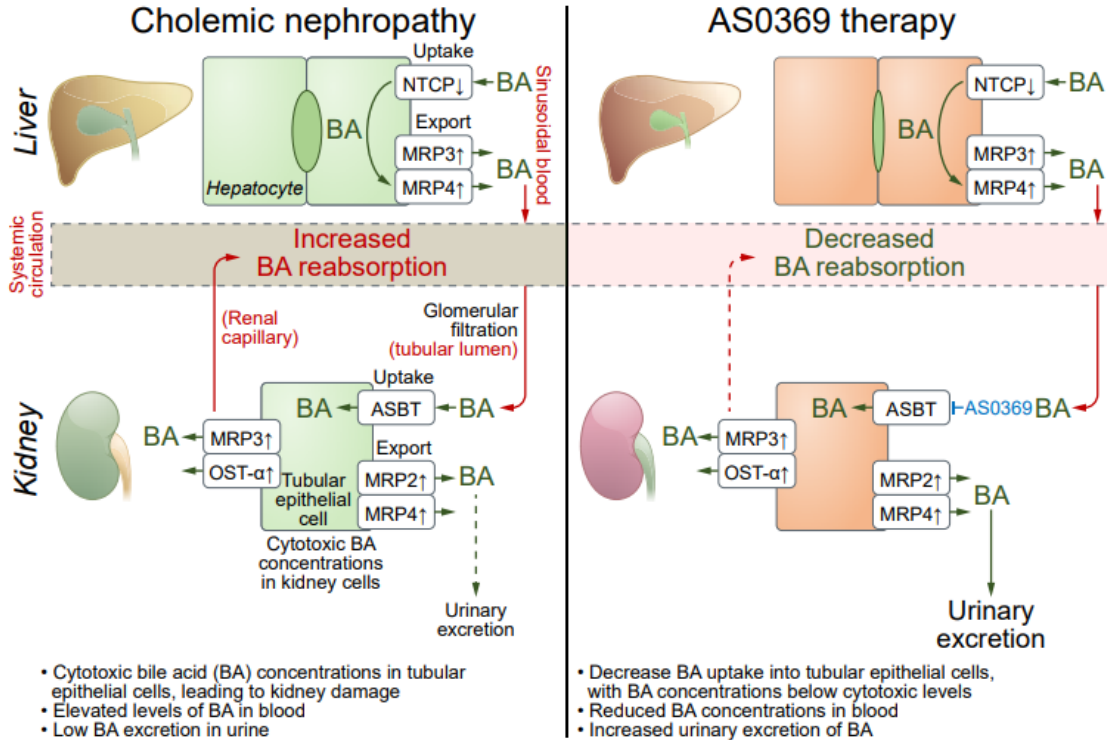 Cholemic nephropathy
Liver
Uptake
NTCP↓
BA
BA
Export
MRP3↑
MRP4↑
BA
Hepatocyte
Sinusoidal blood
Systemic
circulation
Increased
BA reabsorption
(Renal
capillary)
Glomerular
filtration
(tubular lumen)
Kidney
Uptake
BA
ASBT
BA
BA
MRP3↑
OST-α↑
Export
Tubular
epithelial
cell
MRP2↑
MRP4↑
BA
Cytotoxic BA
concentrations
in kidney cells
Urinary
excretion
• Cytotoxic bile acid (BA) concentrations in tubular
epithelial cells, leading to kidney damage
• Elevated levels of BA in blood
• Low BA excretion in urine
AS0369 therapy
NTCP↓
BA
BA
MRP3↑
MRP4↑
BA
Decreased
BA reabsorption
BA
ASBT
AS0369
BA
BA
MRP3↑
OST-α↑
MRP2↑
MRP4↑
BA
Urinary
excretion
• Decrease BA uptake into tubular epithelial cells,
with BA concentrations below cytotoxic levels
• Reduced BA concentrations in blood
• Increased urinary excretion of BA